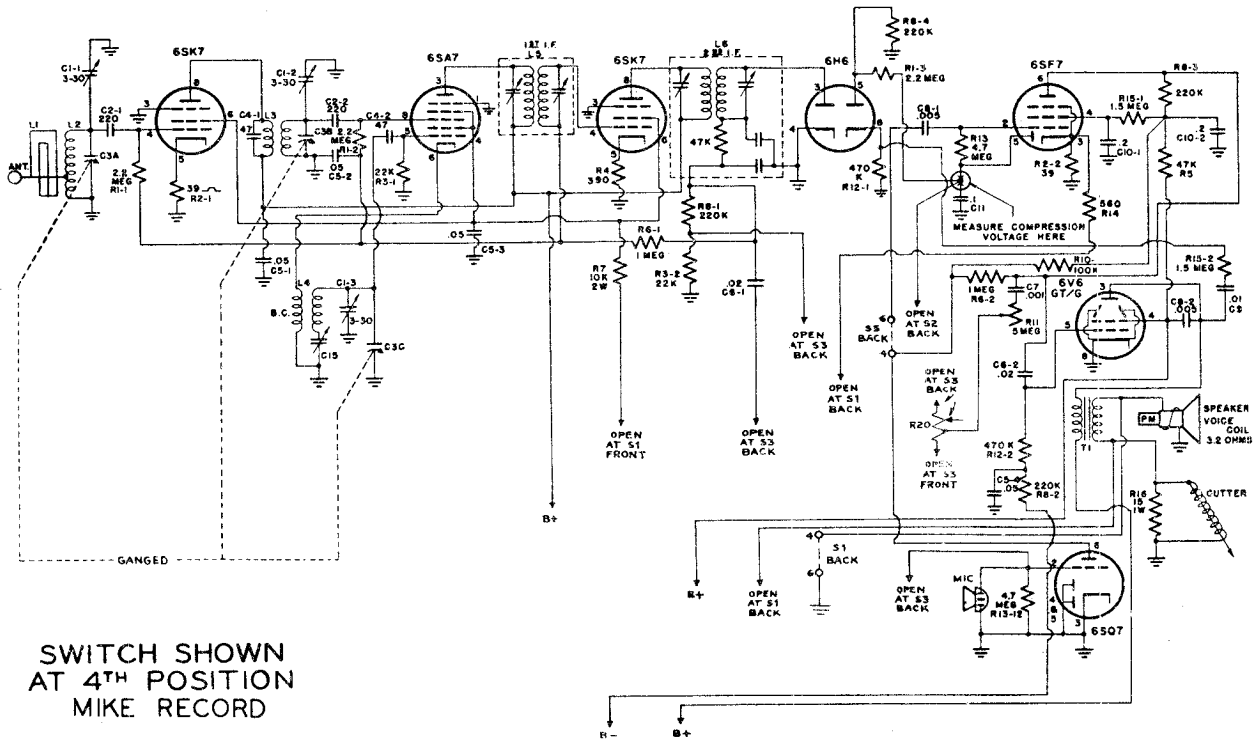 6SK7
6SA7
1ST I.F.
L5
6SK7
L6
2ND I.F.
6H6
R8-4
220K
6SF7
R8-3
C1-1
3-30
C1-2
3-30
R1-3
2.2 MEG
R15-1
1.5 MEG
220K
L1
L2
C2-1
220
C4-1
47
L3
C2-2
220
C4-2
47
C3B
2.2
MEG
R1-2
C8-1
.005
R13
4.7
MEG
.2
C10-1
.2
C10-2
ANT.
C3A
2.2
MEG
R1-1
39
R2-1
.05
C5-2
22K
R3-1
R4
390
47K
470
K
R12-1
.1
C11
R2-2
39
47K
R5
560
R14
MEASURE COMPRESSION
VOLTAGE HERE
.05
C5-1
.05
C5-3
R6-1
1 MEG
R8-1
220K
R10-
100K
R15-2
1.5 MEG
L4
B.C.
C1-3
3-30
C15
C3C
R7
10K
2W
R3-2
22K
.02
C6-1
1 MEG
R6-2
C7
.001
R11
.5 MEG
6V6
GT/G
C8-2
.005
.01
C9
OPEN
AT S3
BACK
OPEN
AT S1
BACK
OPEN
AT S2
BACK
6
4
S3
BACK
C6-2
.02
OPEN
AT S3
BACK
R20
OPEN
AT S3
FRONT
OPEN
AT S1
FRONT
OPEN
AT S3
BACK
470 K
R12-2
C5-
.05
220K
R8-2
T1
PM
SPEAKER
VOICE
COIL
3.2 OHMS
R16
15
1W
CUTTER
B+
GANGED
4
6
S1
BACK
B+
OPEN
AT S1
BACK
OPEN
AT S3
BACK
MIC
4.7
MEG
R13-12
6SQ7
SWITCH SHOWN
AT 4TH POSITION
MIKE RECORD
B-
B+